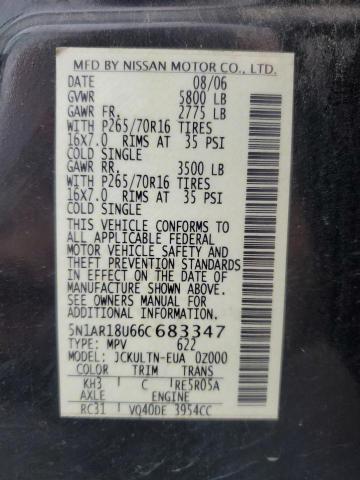 MFD BY NISSAN MOTOR CO., LTD.
DATE 08/06
GVWR 5800 LB
GAWR FR. 2775 LB
WITH P265/70R16 TIRES
16X7.0 RIMS AT 35 PSI
COLD SINGLE
GAWR RR. 3500 LB
WITH P265/70R16 TIRES
16X7.0 RIMS AT 35 PSI
COLD SINGLE
THIS VEHICLE CONFORMS TO
ALL APPLICABLE FEDERAL
MOTOR VEHICLE SAFETY AND
THEFT PREVENTION STANDARDS
IN EFFECT ON THE DATE OF
MANUFACTURE SHOWN ABOVE.
SEE OWNERS MANUAL FOR
ADDITIONAL INFORMATION.
5N1AR18U66C683347
TYPE: MPV 622
MODEL: JCKULTN-EUA 0Z000
COLOR TRIM TRANS
KH3 C RE5R05A
AXLE ENGINE
RC31 VQ40DE 3954CC